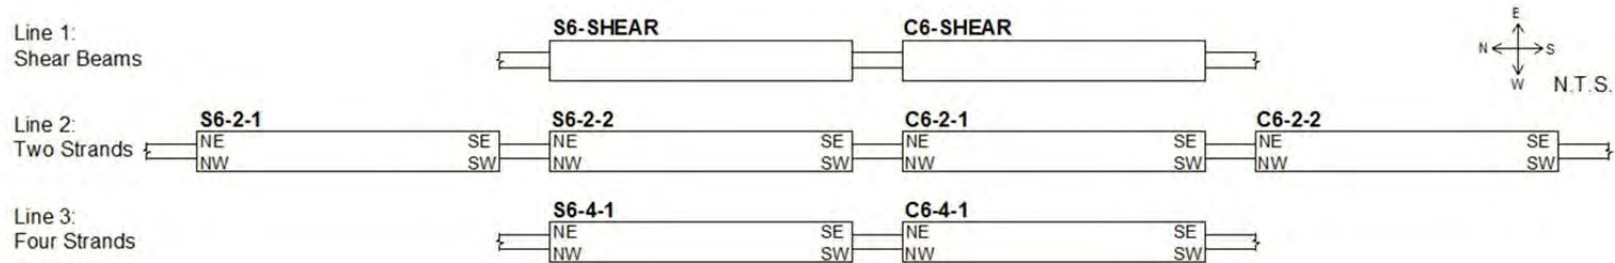 Line 1:
Shear Beams
S6-SHEAR C6-SHEAR
E
N S
W N.T.S.
Line 2:
Two Strands
S6-2-1 S6-2-2 C6-2-1 C6-2-2
NE SE NE SE NE SE NE SE
NW SW NW SW NW SW NW SW
Line 3:
Four Strands
S6-4-1 C6-4-1
NE SE NE SE
NW SW NW SW